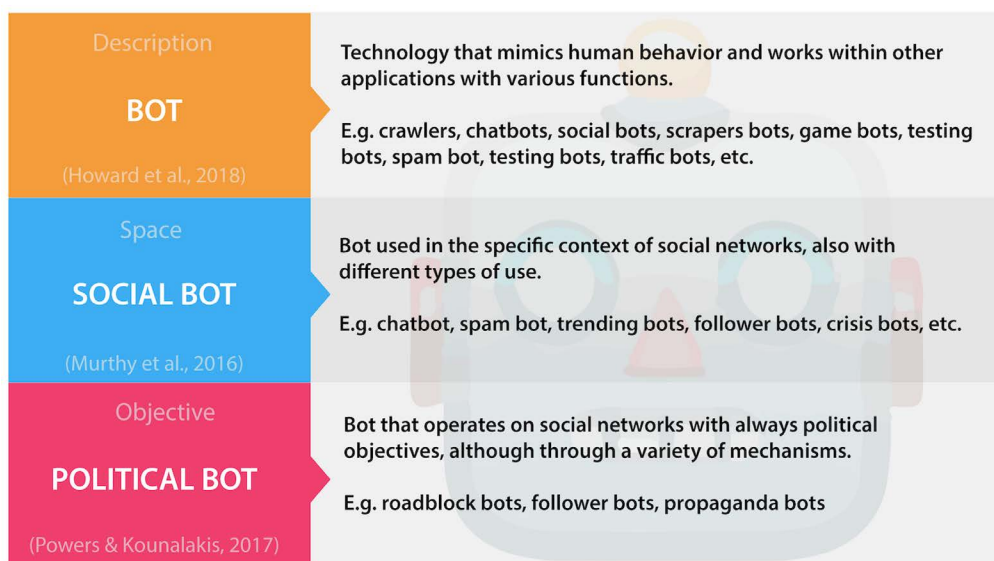 Description
BOT
(Howard et al., 2018)
Technology that mimics human behavior and works within other
applications with various functions.
E.g. crawlers, chatbots, social bots, scrapers bots, game bots, testing
bots, spam bot, testing bots, traffic bots, etc.
Space
SOCIAL BOT
(Murthy et al., 2016)
Bot used in the specific context of social networks, also with
different types of use.
E.g. chatbot, spam bot, trending bots, follower bots, crisis bots, etc.
Objective
POLITICAL BOT
(Powers & Kounalakis, 2017)
Bot that operates on social networks with always political
objectives, although through a variety of mechanisms.
E.g. roadblock bots, follower bots, propaganda bots